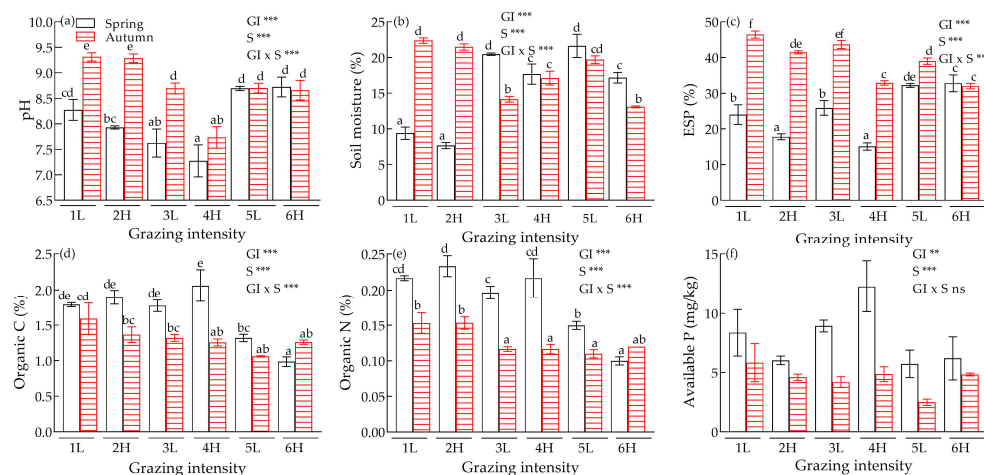 (a)
Spring
Autumn
GI ***
S ***
GI x S ***
10.0
9.5
9.0
8.5
8.0
7.5
7.0
6.5
pH
cd
e
bc
e
ab
d
a
ab
d
d
d
d
1L
2H
3L
4H
5L
6H
Grazing intensity
(b)
GI ***
S ***
GI x S ***
25
20
15
10
5
0
Soil moisture (%)
a
d
a
d
d
b
c
c
d
cd
c
b
1L
2H
3L
4H
5L
6H
Grazing intensity
(c)
GI ***
S ***
GI x S **
50
40
30
20
10
0
ESP (%)
b
f
a
de
b
ef
a
c
de
d
c
c
1L
2H
3L
4H
5L
6H
Grazing intensity
(d)
GI ***
S ***
GI x S ***
2.5
2.0
1.5
1.0
0.5
0.0
Organic C (%)
de
cd
de
bc
de
bc
e
ab
bc
ab
a
ab
1L
2H
3L
4H
5L
6H
Grazing intensity
(e)
GI ***
S ***
GI x S ***
0.25
0.20
0.15
0.10
0.05
0.00
Organic N (%)
cd
b
d
b
c
a
cd
a
b
a
a
ab
1L
2H
3L
4H
5L
6H
Grazing intensity
(f)
GI **
S ***
GI x S ns
15
10
5
0
Available P (mg/kg)
1L
2H
3L
4H
5L
6H
Grazing intensity